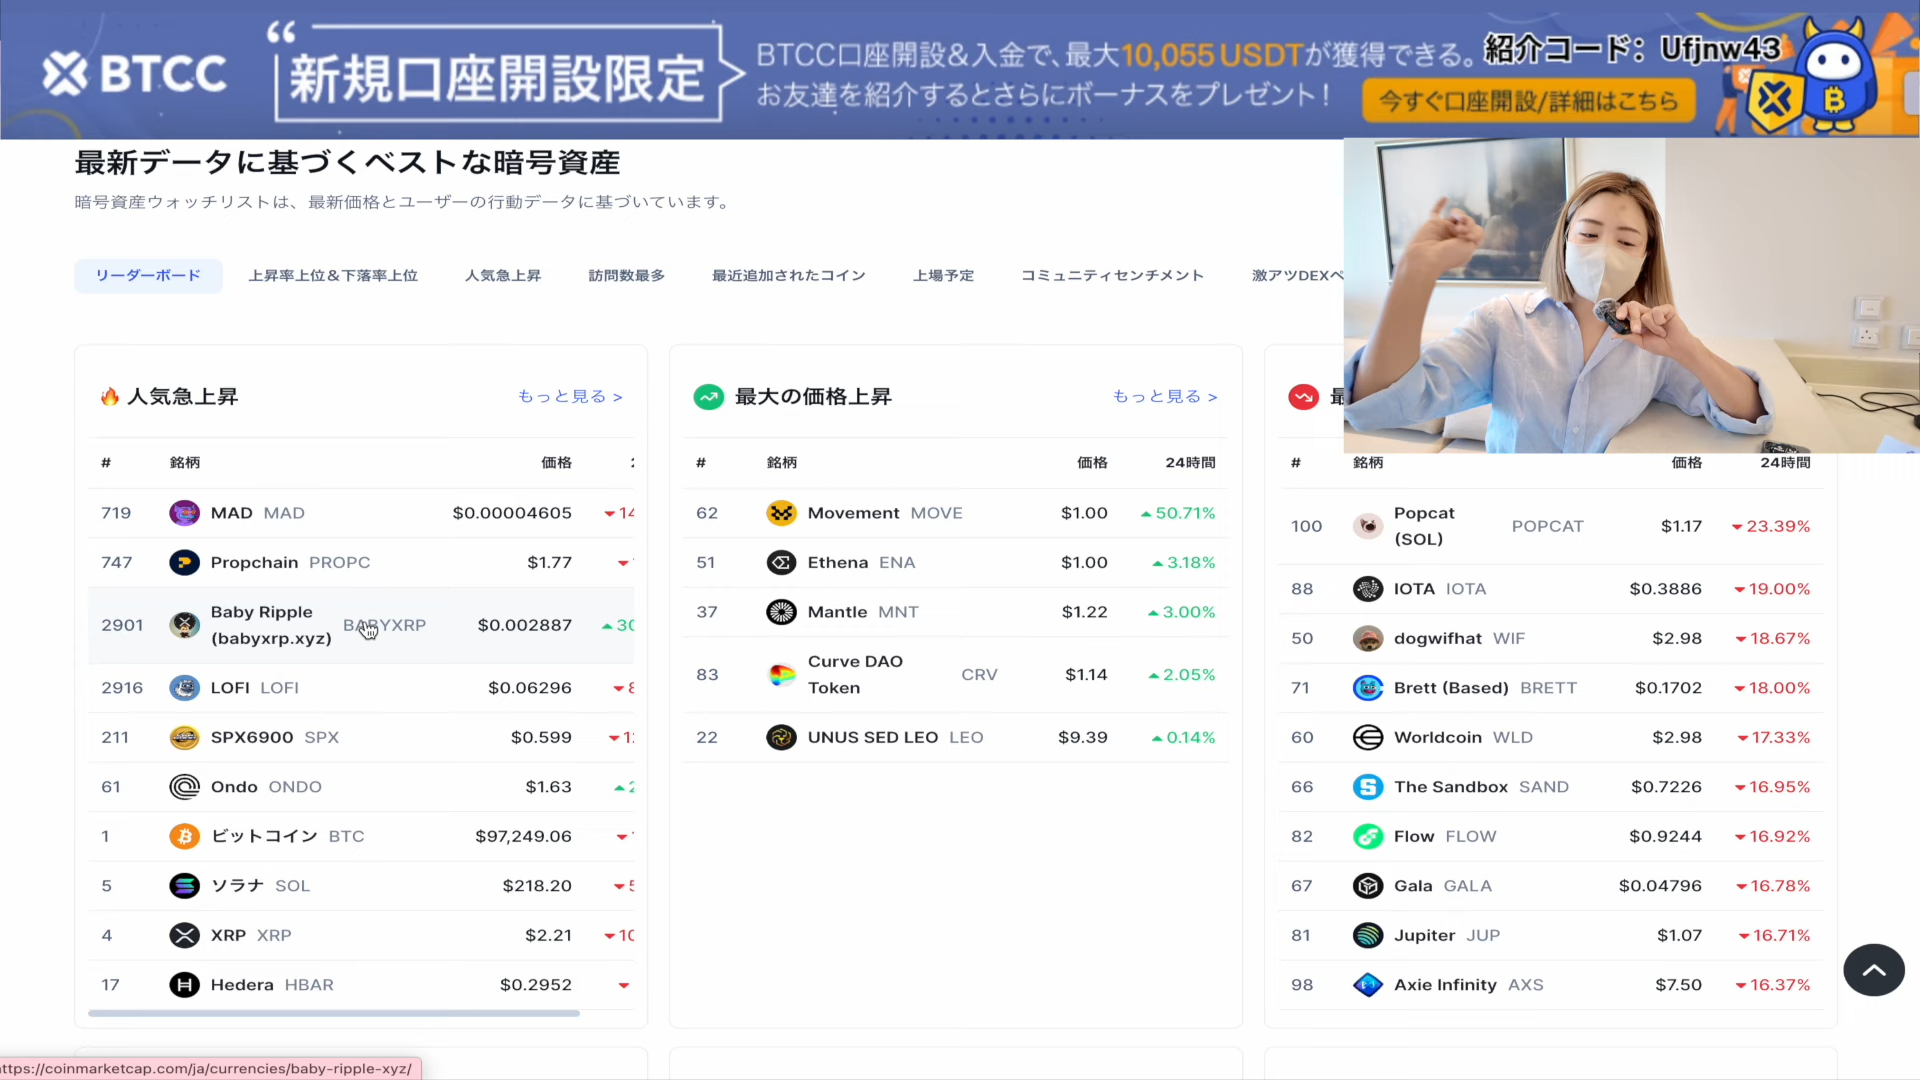 BTCC
“新規口座開設限定
BTCC口座開設&入金で、最大10,055 USDTが獲得できる。
お友達を紹介するとさらにボーナスをプレゼント!
紹介コード: Ufjnw43
今すぐ口座開設/詳細はこちら
最新データに基づくベストな暗号資産
暗号資産ウォッチリストは、最新価格とユーザーの行動データに基づいています。
リーダーボード 上昇率上位&下落率上位 人気急上昇 訪問数最多 最近追加されたコイン 上場予定 コミュニティセンチメント 激アツDEXペ
人気急上昇 もっと見る >
# 銘柄 価格
719 MAD MAD $0.00004605 14
747 Propchain PROPC $1.77
2901 Baby Ripple (babyxrp.xyz) BABYXRP $0.002887 30
2916 LOFI LOFI $0.06296 8
211 SPX6900 SPX $0.599
61 Ondo ONDO $1.63 2
1 ビットコイン BTC $97,249.06
5 ソラナ SOL $218.20 5
4 XRP XRP $2.21 10
17 Hedera HBAR $0.2952
最大の価格上昇 もっと見る >
# 銘柄 価格 24時間
62 Movement MOVE $1.00 50.71%
51 Ethena ENA $1.00 3.18%
37 Mantle MNT $1.22 3.00%
83 Curve DAO Token CRV $1.14 2.05%
22 UNUS SED LEO LEO $9.39 0.14%
最
# 銘柄 価格 24時間
100 Popcat (SOL) POPCAT $1.17 23.39%
88 IOTA IOTA $0.3886 19.00%
50 dogwifhat WIF $2.98 18.67%
71 Brett (Based) BRETT $0.1702 18.00%
60 Worldcoin WLD $2.98 17.33%
66 The Sandbox SAND $0.7226 16.95%
82 Flow FLOW $0.9244 16.92%
67 Gala GALA $0.04796 16.78%
81 Jupiter JUP $1.07 16.71%
98 Axie Infinity AXS $7.50 16.37%
ttps://coinmarketcap.com/ja/currencies/baby-ripple-xyz/